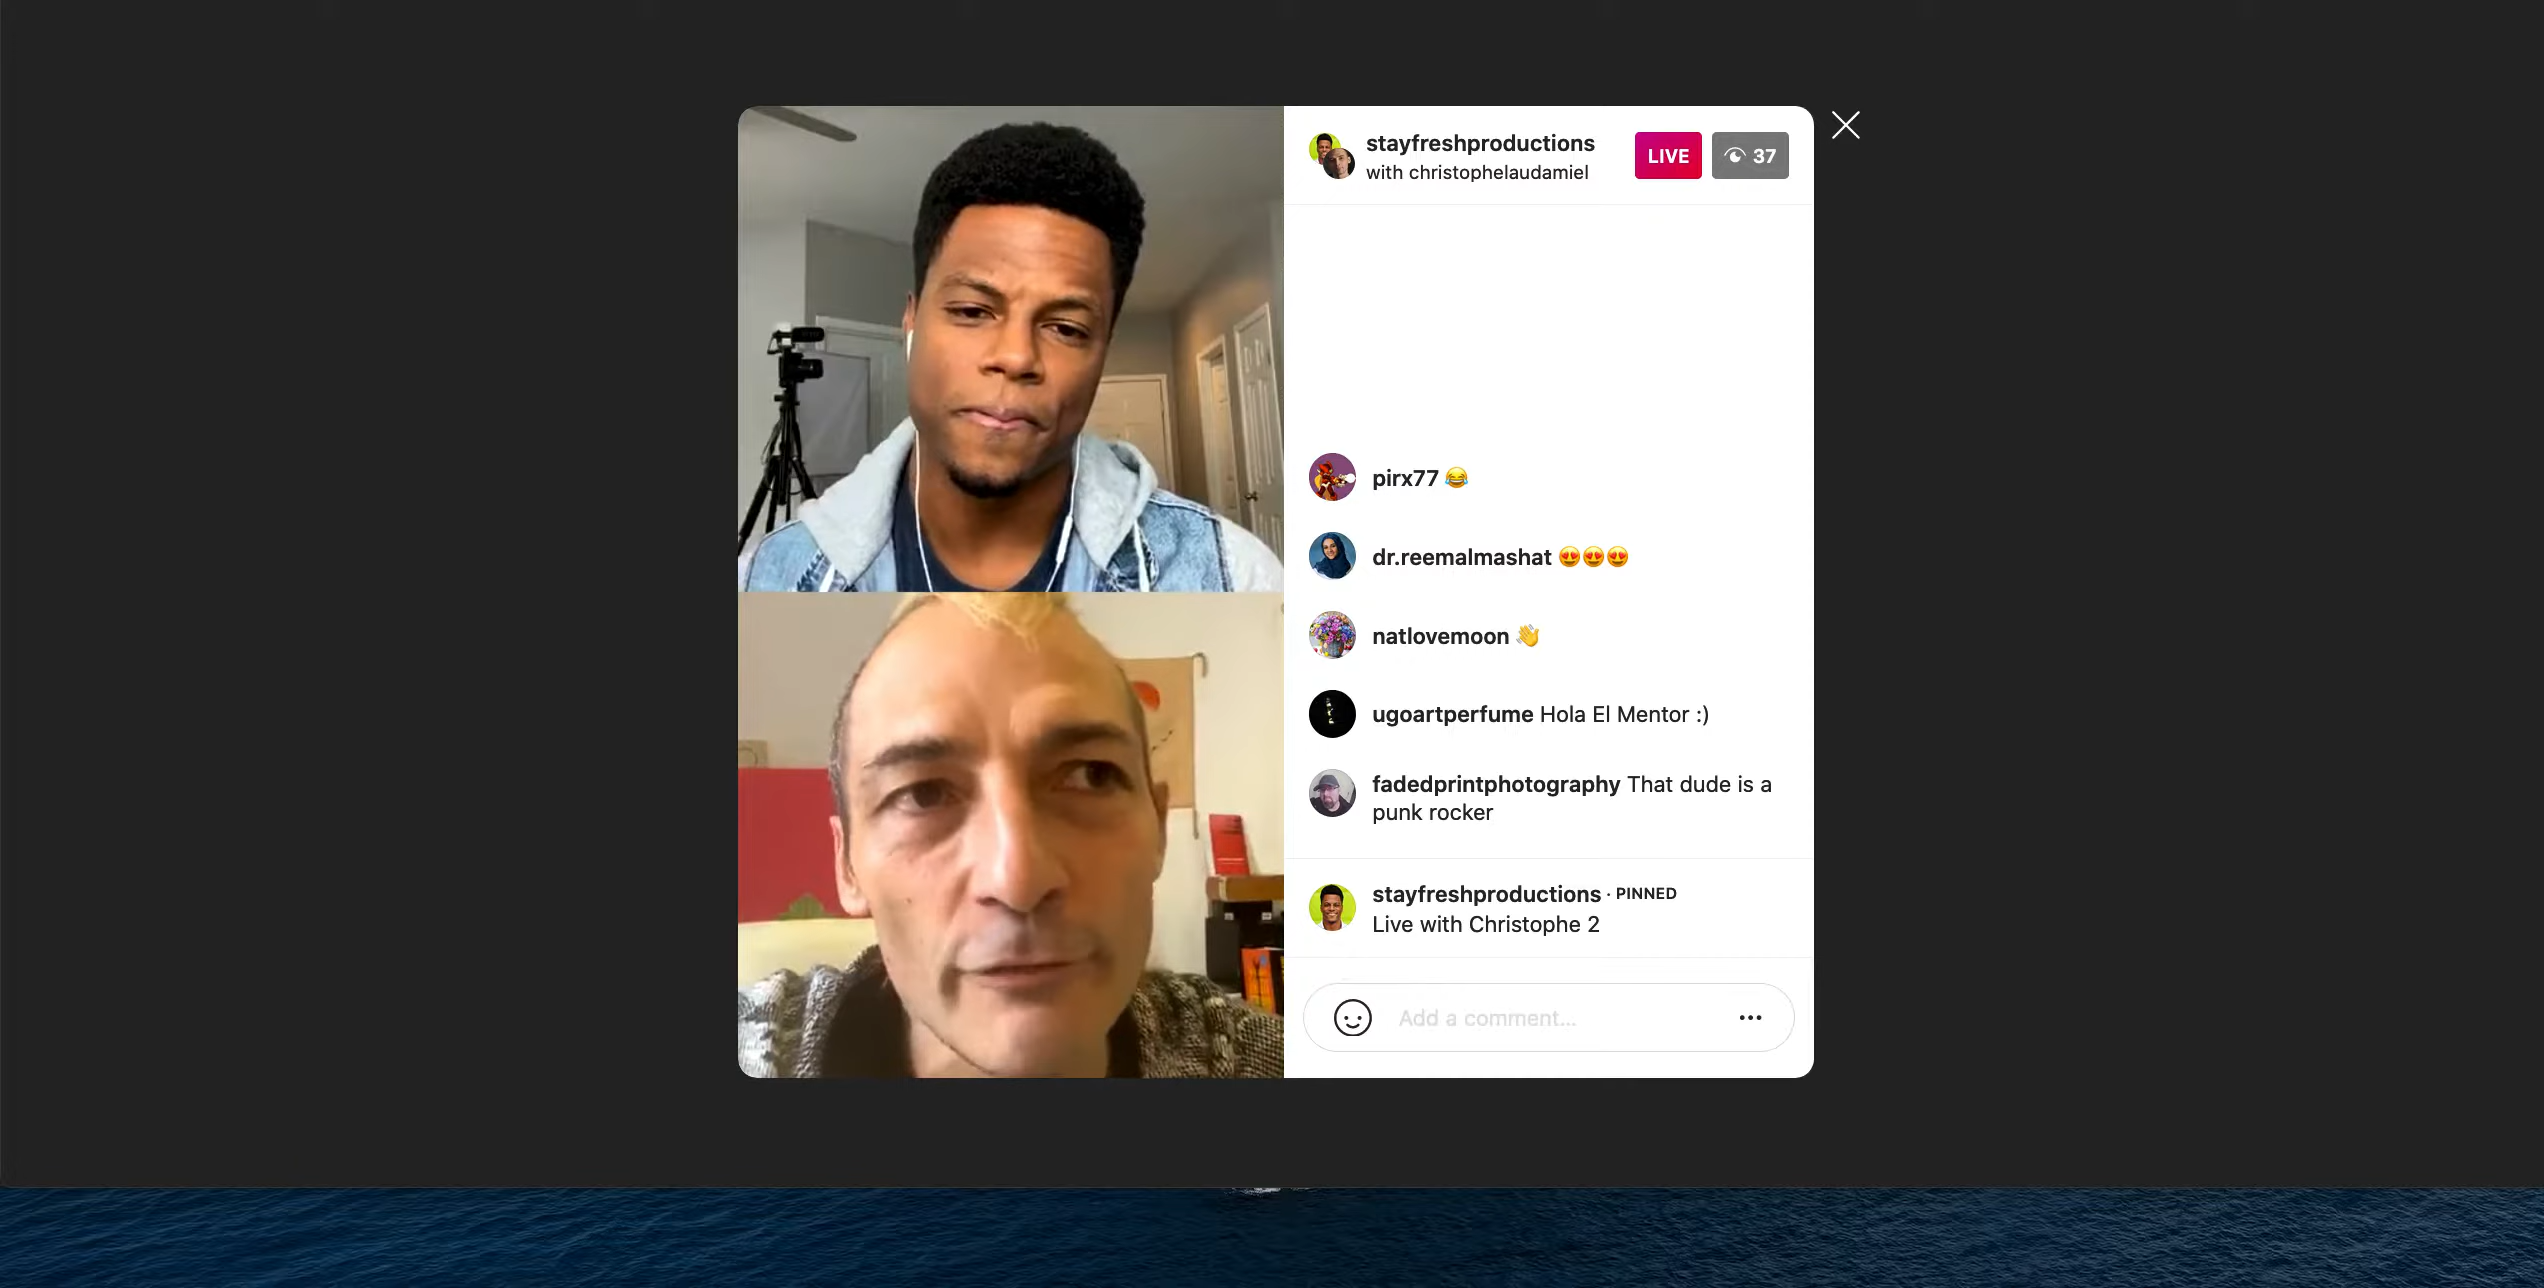 stayfreshproductions
with christophelaudamiel
LIVE
37
pirx77 😂
dr.reemalmashat 😍😍😍
natlovemoon 👋
ugoartperfume Hola El Mentor :)
fadedprintphotography That dude is a
punk rocker
stayfreshproductions · PINNED
Live with Christophe 2
Add a comment...